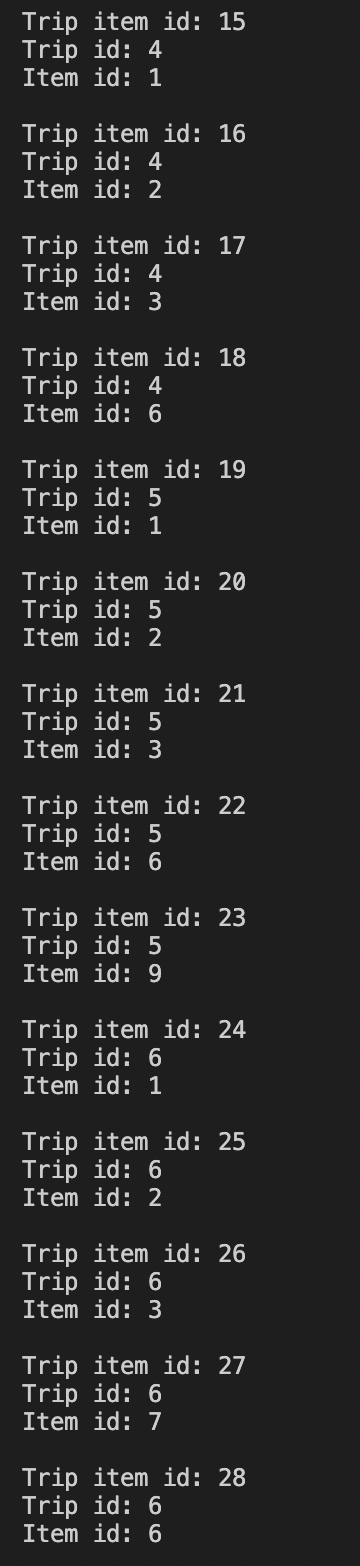 Trip item id: 15
Trip id: 4
Item id: 1
Trip item id: 16
Trip id: 4
Item id: 2
Trip item id: 17
Trip id: 4
Item id: 3
Trip item id: 18
Trip id: 4
Item id: 6
Trip item id: 19
Trip id: 5
Item id: 1
Trip item id: 20
Trip id: 5
Item id: 2
Trip item id: 21
Trip id: 5
Item id: 3
Trip item id: 22
Trip id: 5
Item id: 6
Trip item id: 23
Trip id: 5
Item id: 9
Trip item id: 24
Trip id: 6
Item id: 1
Trip item id: 25
Trip id: 6
Item id: 2
Trip item id: 26
Trip id: 6
Item id: 3
Trip item id: 27
Trip id: 6
Item id: 7
Trip item id: 28
Trip id: 6
Item id: 6